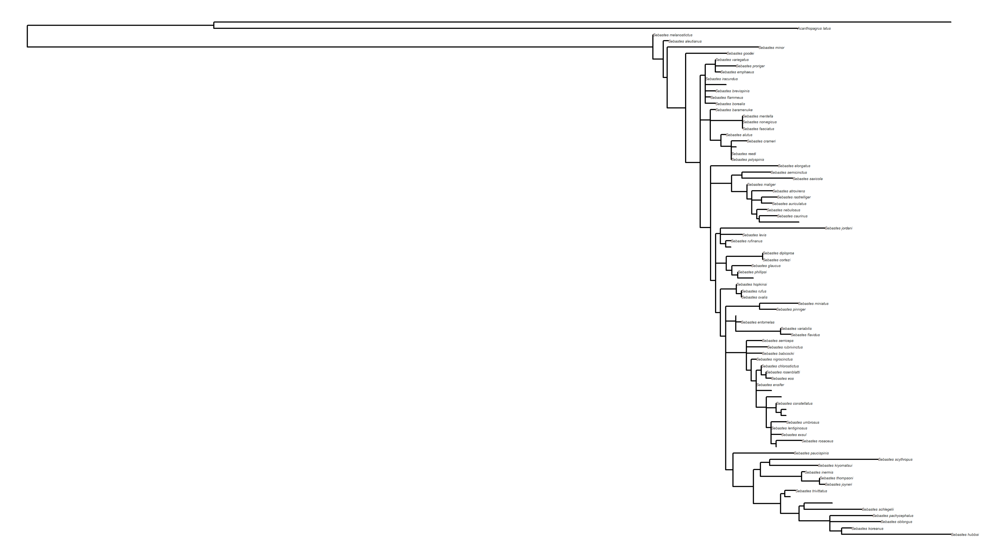 Acanthopagrus latus
Sebastes melanostictus
Sebastes aleutianus
Sebastes minor
Sebastes goodei
Sebastes variegatus
Sebastes proriger
Sebastes emphaeus
Sebastes iracundus
Sebastes brevispinis
Sebastes flammeus
Sebastes borealis
Sebastes baramenuke
Sebastes mentella
Sebastes norvegicus
Sebastes fasciatus
Sebastes alutus
Sebastes crameri
Sebastes reedi
Sebastes polyspinis
Sebastes elongatus
Sebastes semicinctus
Sebastes saxicola
Sebastes maliger
Sebastes atrovirens
Sebastes rastrelliger
Sebastes auriculatus
Sebastes nebulosus
Sebastes caurinus
Sebastes jordani
Sebastes levis
Sebastes rufinanus
Sebastes diploproa
Sebastes cortezi
Sebastes glaucus
Sebastes phillipsi
Sebastes hopkinsi
Sebastes rufus
Sebastes ovalis
Sebastes miniatus
Sebastes pinniger
Sebastes entomelas
Sebastes variabilis
Sebastes flavidus
Sebastes serriceps
Sebastes rubrivinctus
Sebastes babcocki
Sebastes nigrocinctus
Sebastes chlorostictus
Sebastes rosenblatti
Sebastes eos
Sebastes ensifer
Sebastes constellatus
Sebastes umbrosus
Sebastes lentiginosus
Sebastes exsul
Sebastes rosaceus
Sebastes paucispinis
Sebastes scythropus
Sebastes kiyomatsui
Sebastes inermis
Sebastes thompsoni
Sebastes joyneri
Sebastes trivittatus
Sebastes schlegelii
Sebastes pachycephalus
Sebastes oblongus
Sebastes koreanus
Sebastes hubbsi